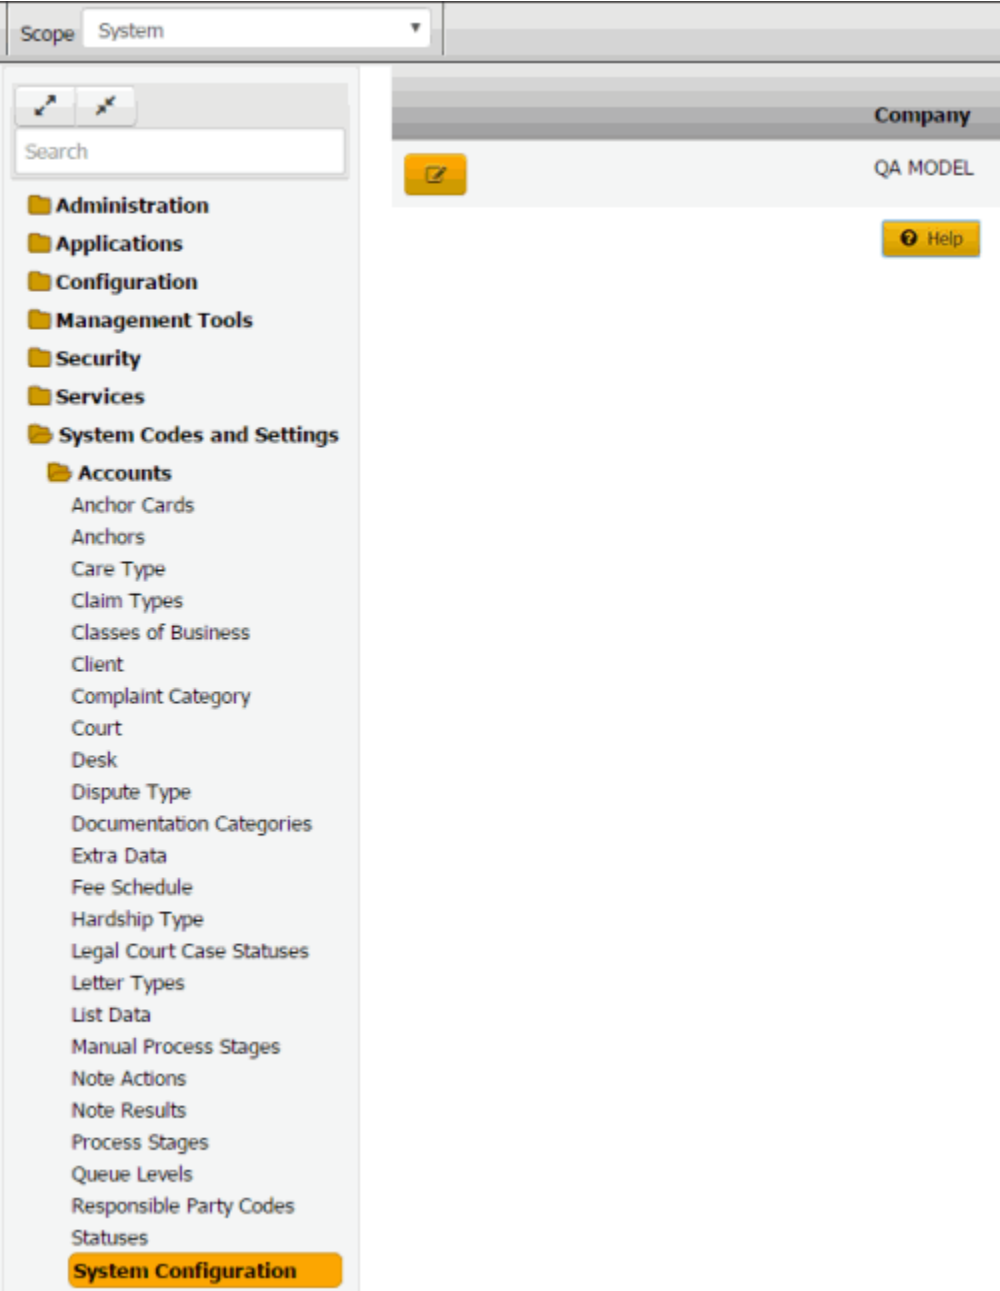 Scope System
Company
Search
QA MODEL
Help
Administration
Applications
Configuration
Management Tools
Security
Services
System Codes and Settings
Accounts
Anchor Cards
Anchors
Care Type
Claim Types
Classes of Business
Client
Complaint Category
Court
Desk
Dispute Type
Documentation Categories
Extra Data
Fee Schedule
Hardship Type
Legal Court Case Statuses
Letter Types
List Data
Manual Process Stages
Note Actions
Note Results
Process Stages
Queue Levels
Responsible Party Codes
Statuses
System Configuration